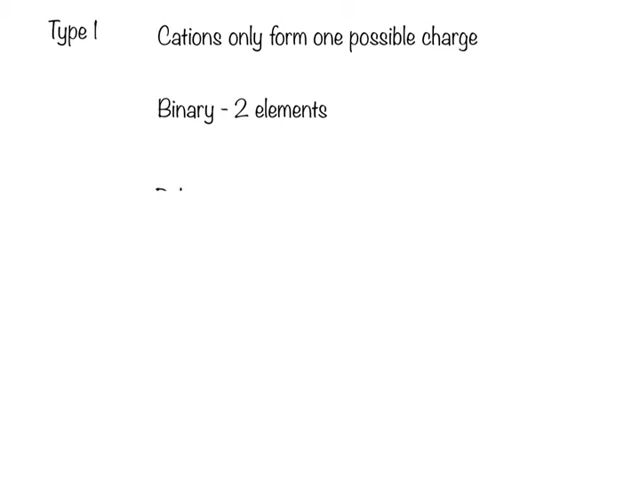 Type 1
Cations only form one possible charge
Binary - 2 elements